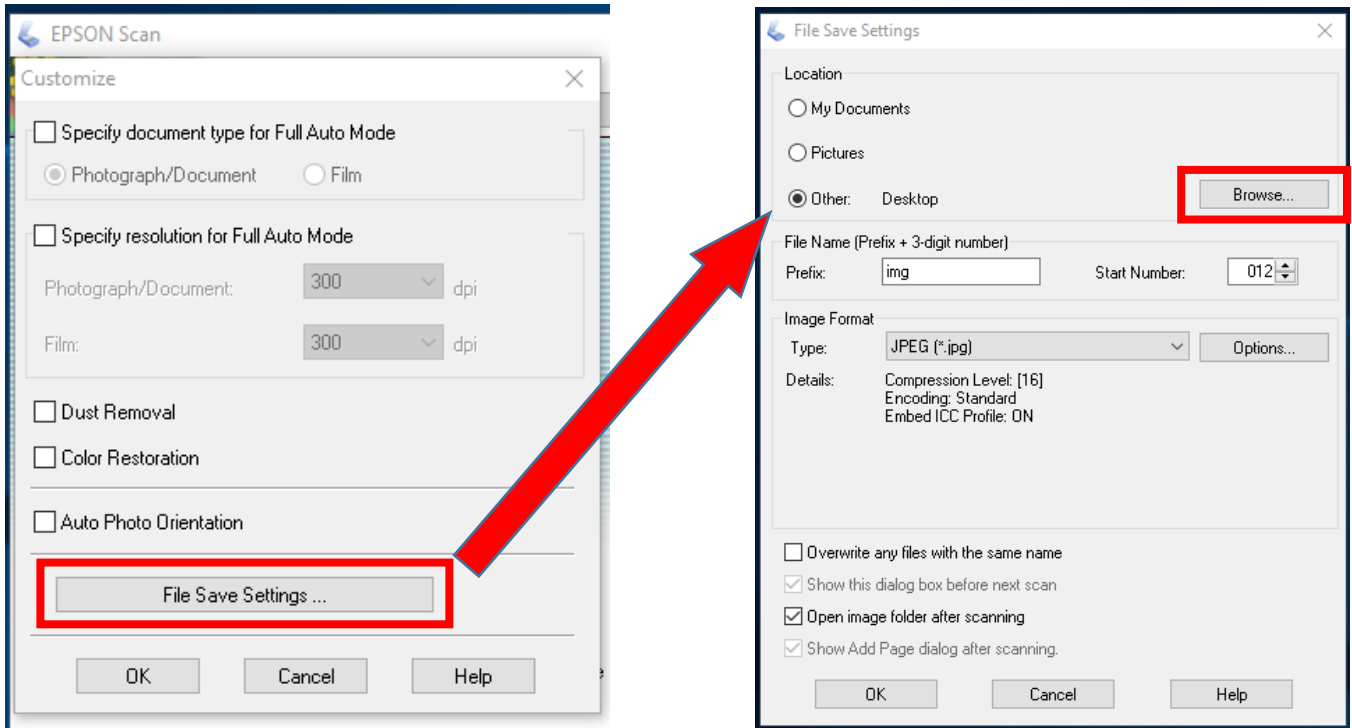 EPSON Scan
Customize
Specify document type for Full Auto Mode
Photograph/Document Film
Specify resolution for Full Auto Mode
Photograph/Document: 300 dpi
Film: 300 dpi
Dust Removal
Color Restoration
Auto Photo Orientation
File Save Settings ...
OK Cancel Help
File Save Settings
Location
My Documents
Pictures
Other: Desktop Browse...
File Name (Prefix + 3-digit number)
Prefix: img Start Number: 012
Image Format
Type: JPEG (*.jpg) Options...
Details: Compression Level: [16]
Encoding: Standard
Embed ICC Profile: ON
Overwrite any files with the same name
Show this dialog box before next scan
Open image folder after scanning
Show Add Page dialog after scanning.
OK Cancel Help